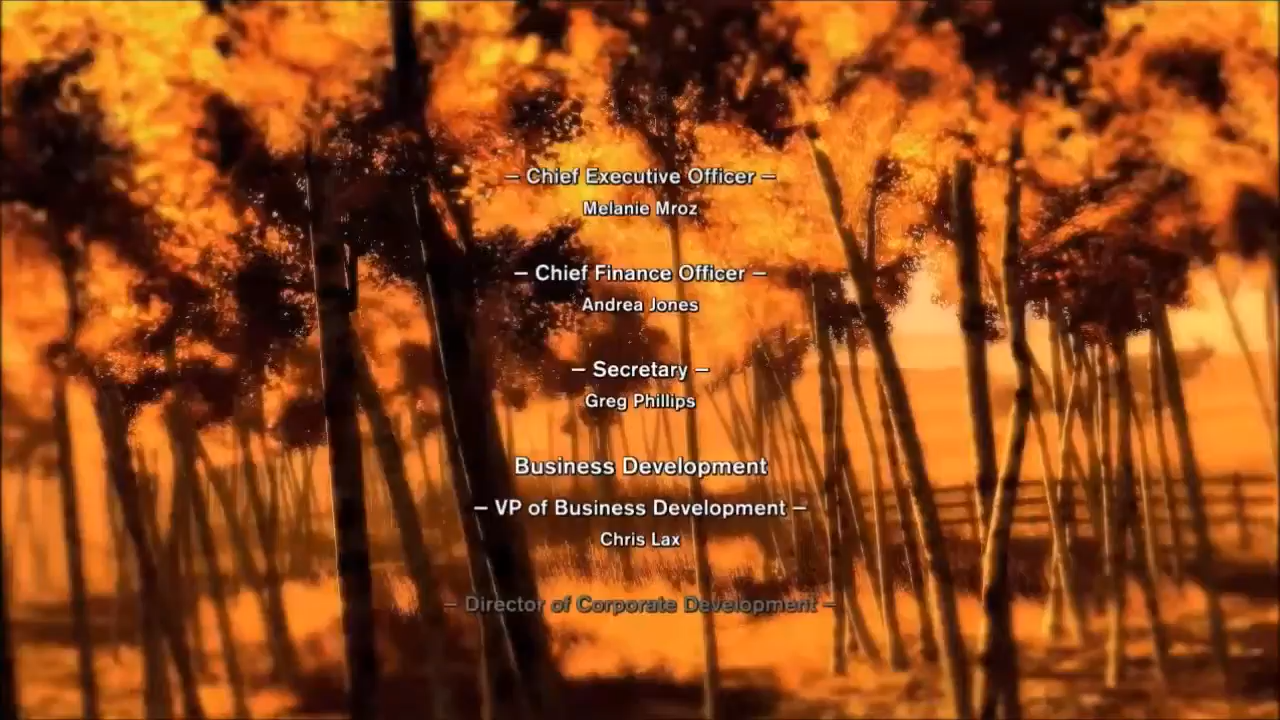 – Chief Executive Officer –
Melanie Mroz
– Chief Finance Officer –
Andrea Jones
– Secretary –
Greg Phillips
Business Development
– VP of Business Development –
Chris Lax
– Director of Corporate Development –